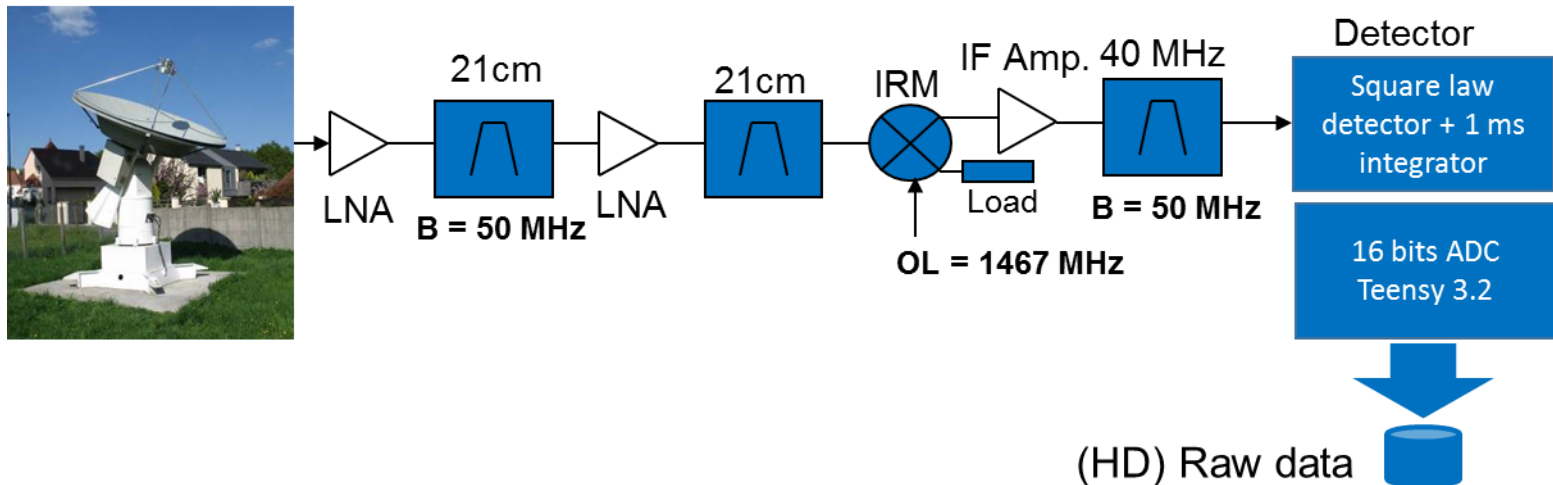 LNA
21cm
B = 50 MHz
LNA
21cm
IRM
OL = 1467 MHz
IF Amp.
Load
40 MHz
B = 50 MHz
Detector
Square law
detector + 1 ms
integrator
16 bits ADC
Teensy 3.2
(HD) Raw data